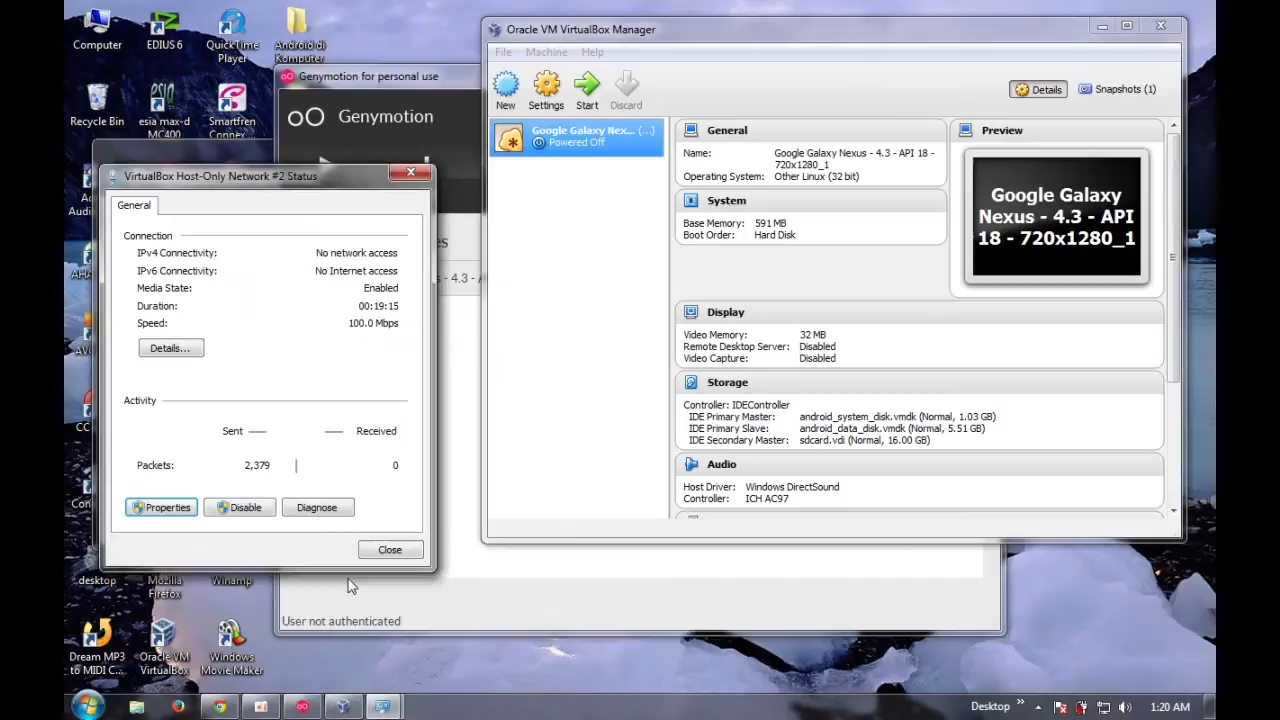 Computer
EDIUS 6
QuickTime
Player
Android di
Komputer
Recycle Bin
esia max-d
MC400
Smartfren
Connex...
desktop
Mozilla
Firefox
Winamp
Dream MP3
to MIDI C...
Oracle VM
VirtualBox
Windows
Movie Maker
Genymotion for personal use
Genymotion
User not authenticated
VirtualBox Host-Only Network #2 Status
General
Connection
IPv4 Connectivity: No network access
IPv6 Connectivity: No Internet access
Media State: Enabled
Duration: 00:19:15
Speed: 100.0 Mbps
Details...
Activity
Sent Received
Packets: 2,379 0
Properties Disable Diagnose
Close
Oracle VM VirtualBox Manager
File Machine Help
New Settings Start Discard
Details Snapshots (1)
Google Galaxy Nex... (...)
Powered Off
General
Name: Google Galaxy Nexus - 4.3 - API 18 -
720x1280_1
Operating System: Other Linux (32 bit)
System
Base Memory: 591 MB
Boot Order: Hard Disk
Preview
Google Galaxy
Nexus - 4.3 - API
18 - 720x1280_1
Display
Video Memory: 32 MB
Remote Desktop Server: Disabled
Video Capture: Disabled
Storage
Controller: IDEController
IDE Primary Master: android_system_disk.vmdk (Normal, 1.03 GB)
IDE Primary Slave: android_data_disk.vmdk (Normal, 5.51 GB)
IDE Secondary Master: sdcard.vdi (Normal, 16.00 GB)
Audio
Host Driver: Windows DirectSound
Controller: ICH AC97
Desktop
1:20 AM